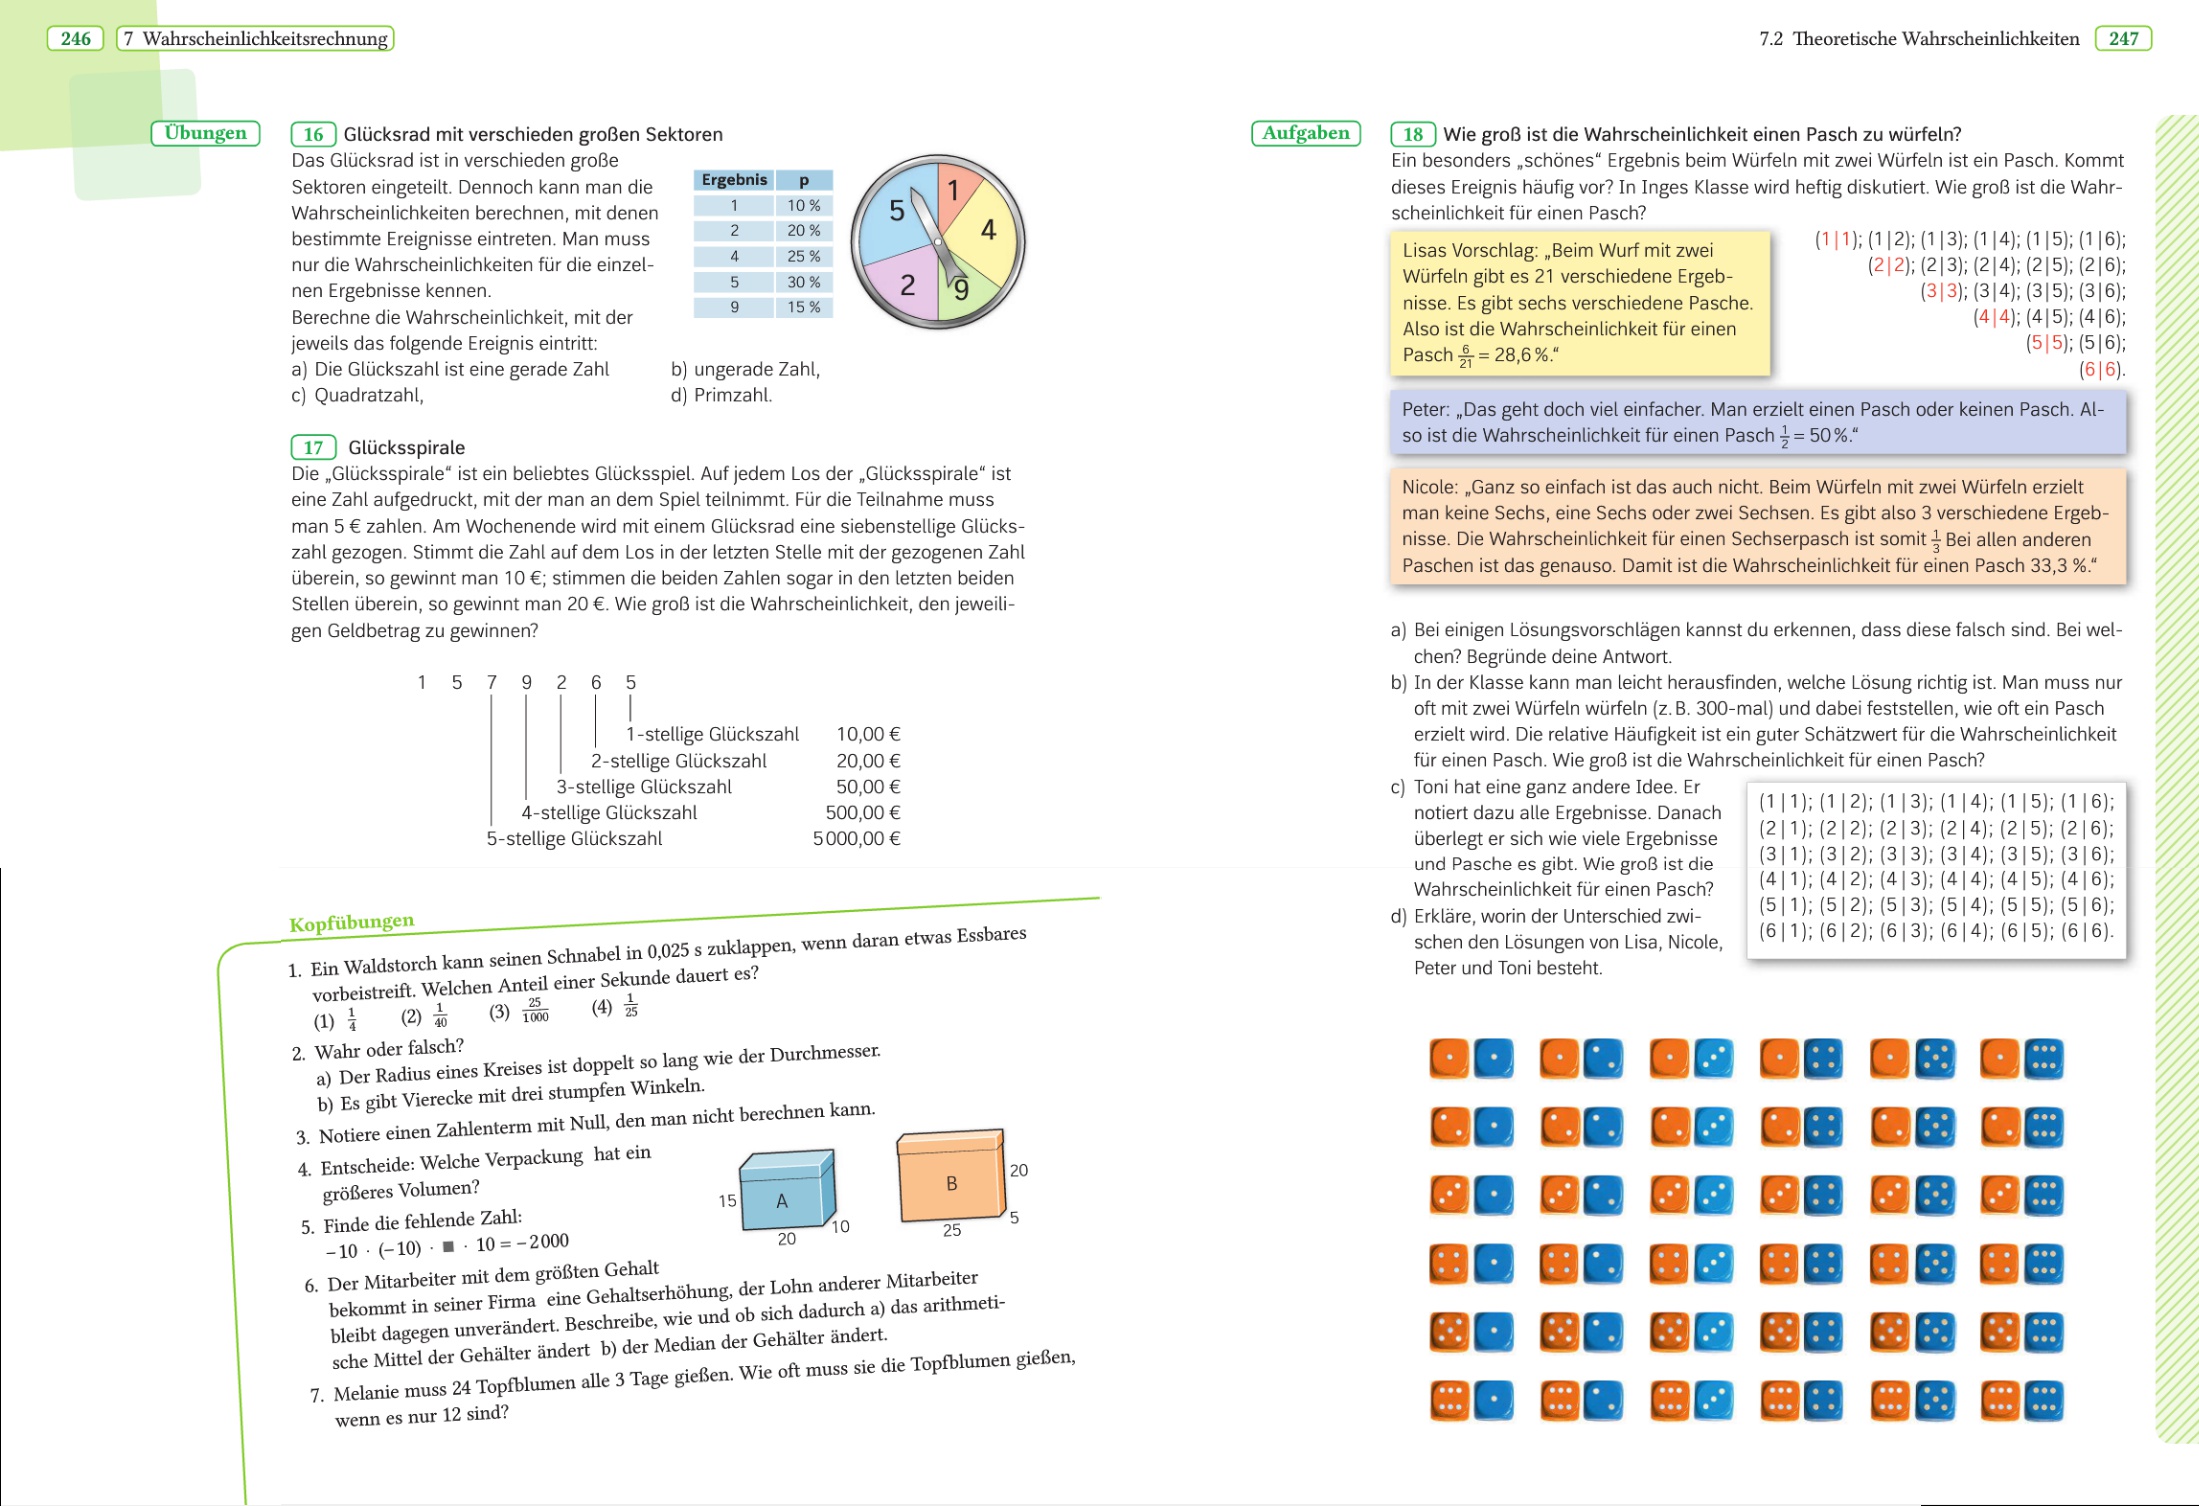 246 7 Wahrscheinlichkeitsrechnung
Übungen
16 Glücksrad mit verschieden großen Sektoren
Das Glücksrad ist in verschieden große
Sektoren eingeteilt. Dennoch kann man die
Wahrscheinlichkeiten berechnen, mit denen
bestimmte Ereignisse eintreten. Man muss
nur die Wahrscheinlichkeiten für die einzel-
nen Ergebnisse kennen.
Berechne die Wahrscheinlichkeit, mit der
jeweils das folgende Ereignis eintritt:
a) Die Glückszahl ist eine gerade Zahl b) ungerade Zahl,
c) Quadratzahl, d) Primzahl.
Ergebnis p
1 10 %
2 20 %
4 25 %
5 30 %
9 15 %
1
4
9
2
5
17 Glücksspirale
Die „Glücksspirale“ ist ein beliebtes Glücksspiel. Auf jedem Los der „Glücksspirale“ ist
eine Zahl aufgedruckt, mit der man an dem Spiel teilnimmt. Für die Teilnahme muss
man 5 € zahlen. Am Wochenende wird mit einem Glücksrad eine siebenstellige Glücks-
zahl gezogen. Stimmt die Zahl auf dem Los in der letzten Stelle mit der gezogenen Zahl
überein, so gewinnt man 10 €; stimmen die beiden Zahlen sogar in den letzten beiden
Stellen überein, so gewinnt man 20 €. Wie groß ist die Wahrscheinlichkeit, den jeweili-
gen Geldbetrag zu gewinnen?
1 5 7 9 2 6 5
1-stellige Glückszahl 10,00 €
2-stellige Glückszahl 20,00 €
3-stellige Glückszahl 50,00 €
4-stellige Glückszahl 500,00 €
5-stellige Glückszahl 5000,00 €
Kopfübungen
1. Ein Waldstorch kann seinen Schnabel in 0,025 s zuklappen, wenn daran etwas Essbares
vorbeistreift. Welchen Anteil einer Sekunde dauert es?
(1) 1/4 (2) 1/40 (3) 25/1000 (4) 1/25
2. Wahr oder falsch?
a) Der Radius eines Kreises ist doppelt so lang wie der Durchmesser.
b) Es gibt Vierecke mit drei stumpfen Winkeln.
3. Notiere einen Zahlenterm mit Null, den man nicht berechnen kann.
4. Entscheide: Welche Verpackung hat ein
größeres Volumen?
A 15 20 10
B 20 25 5
5. Finde die fehlende Zahl:
−10 · (−10) · ■ · 10 = −2000
6. Der Mitarbeiter mit dem größten Gehalt
bekommt in seiner Firma eine Gehaltserhöhung, der Lohn anderer Mitarbeiter
bleibt dagegen unverändert. Beschreibe, wie und ob sich dadurch a) das arithmeti-
sche Mittel der Gehälter ändert b) der Median der Gehälter ändert.
7. Melanie muss 24 Topfblumen alle 3 Tage gießen. Wie oft muss sie die Topfblumen gießen,
wenn es nur 12 sind?
7.2 Theoretische Wahrscheinlichkeiten 247
Aufgaben
18 Wie groß ist die Wahrscheinlichkeit einen Pasch zu würfeln?
Ein besonders „schönes“ Ergebnis beim Würfeln mit zwei Würfeln ist ein Pasch. Kommt
dieses Ereignis häufig vor? In Inges Klasse wird heftig diskutiert. Wie groß ist die Wahr-
scheinlichkeit für einen Pasch?
Lisas Vorschlag: „Beim Wurf mit zwei
Würfeln gibt es 21 verschiedene Ergeb-
nisse. Es gibt sechs verschiedene Pasche.
Also ist die Wahrscheinlichkeit für einen
Pasch 6/21 = 28,6 %.“
(1|1); (1|2); (1|3); (1|4); (1|5); (1|6);
(2|2); (2|3); (2|4); (2|5); (2|6);
(3|3); (3|4); (3|5); (3|6);
(4|4); (4|5); (4|6);
(5|5); (5|6);
(6|6).
Peter: „Das geht doch viel einfacher. Man erzielt einen Pasch oder keinen Pasch. Al-
so ist die Wahrscheinlichkeit für einen Pasch 1/2 = 50 %.“
Nicole: „Ganz so einfach ist das auch nicht. Beim Würfeln mit zwei Würfeln erzielt
man keine Sechs, eine Sechs oder zwei Sechsen. Es gibt also 3 verschiedene Ergeb-
nisse. Die Wahrscheinlichkeit für einen Sechserpasch ist somit 1/3 Bei allen anderen
Paschen ist das genauso. Damit ist die Wahrscheinlichkeit für einen Pasch 33,3 %.“
a) Bei einigen Lösungsvorschlägen kannst du erkennen, dass diese falsch sind. Bei wel-
chen? Begründe deine Antwort.
b) In der Klasse kann man leicht herausfinden, welche Lösung richtig ist. Man muss nur
oft mit zwei Würfeln würfeln (z. B. 300-mal) und dabei feststellen, wie oft ein Pasch
erzielt wird. Die relative Häufigkeit ist ein guter Schätzwert für die Wahrscheinlichkeit
für einen Pasch. Wie groß ist die Wahrscheinlichkeit für einen Pasch?
c) Toni hat eine ganz andere Idee. Er
notiert dazu alle Ergebnisse. Danach
überlegt er sich wie viele Ergebnisse
und Pasche es gibt. Wie groß ist die
Wahrscheinlichkeit für einen Pasch?
d) Erkläre, worin der Unterschied zwi-
schen den Lösungen von Lisa, Nicole,
Peter und Toni besteht.
(1|1); (1|2); (1|3); (1|4); (1|5); (1|6);
(2|1); (2|2); (2|3); (2|4); (2|5); (2|6);
(3|1); (3|2); (3|3); (3|4); (3|5); (3|6);
(4|1); (4|2); (4|3); (4|4); (4|5); (4|6);
(5|1); (5|2); (5|3); (5|4); (5|5); (5|6);
(6|1); (6|2); (6|3); (6|4); (6|5); (6|6).